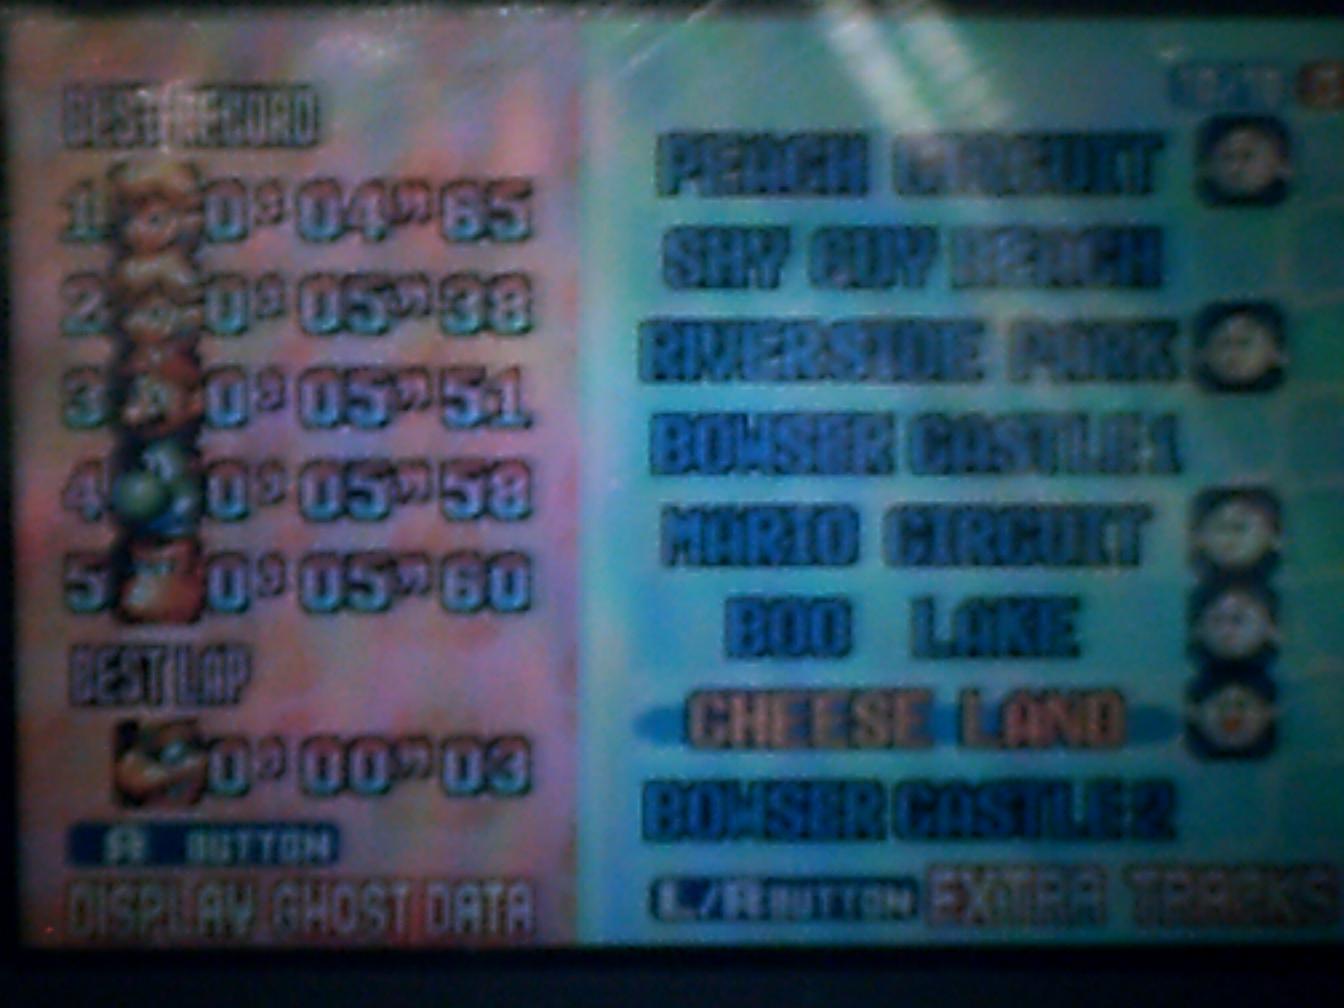 BEST RECORD
1 0'04"65
2 0'05"38
3 0'05"51
4 0'05"58
5 0'05"60
BEST LAP
0'00"03
A BUTTON
DISPLAY GHOST DATA
PEACH CIRCUIT
SHY GUY BEACH
RIVERSIDE PARK
BOWSER CASTLE1
MARIO CIRCUIT
BOO LAKE
CHEESE LAND
BOWSER CASTLE2
L/R BUTTON EXTRA TRACKS